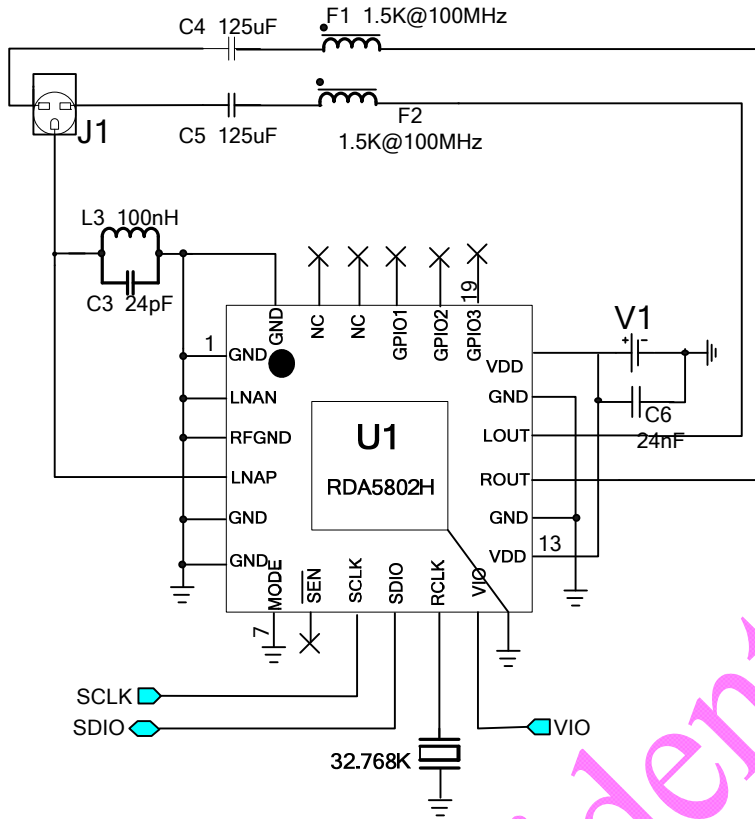 F1 1.5K@100MHz
C4 125uF
C5 125uF
F2
1.5K@100MHz
J1
L3 100nH
C3 24pF
GND
NC
NC
GPIO1
GPIO2
GPIO3
19
V1
+ -
1
GND
VDD
LNAN
GND
C6
24nF
RFGND
U1
LOUT
LNAP
RDA5802H
ROUT
GND
GND
GND
VDD
13
MODE
SEN
SCLK
SDIO
RCLK
VIO
7
SCLK
SDIO
VIO
32.768K